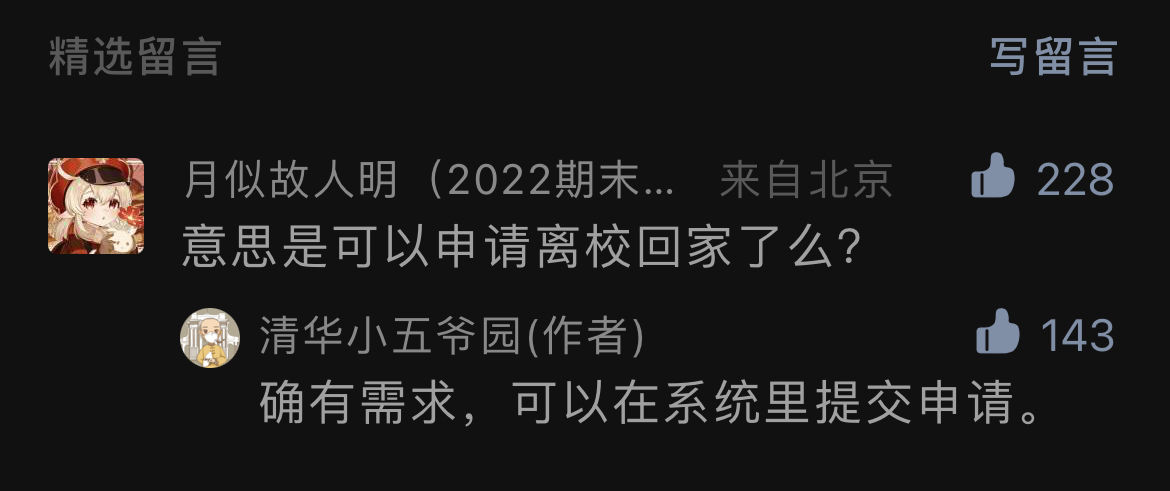 精选留言
写留言
月似故人明（2022期末... 来自北京 228
意思是可以申请离校回家了么？
清华小五爷园(作者) 143
确有需求，可以在系统里提交申请。